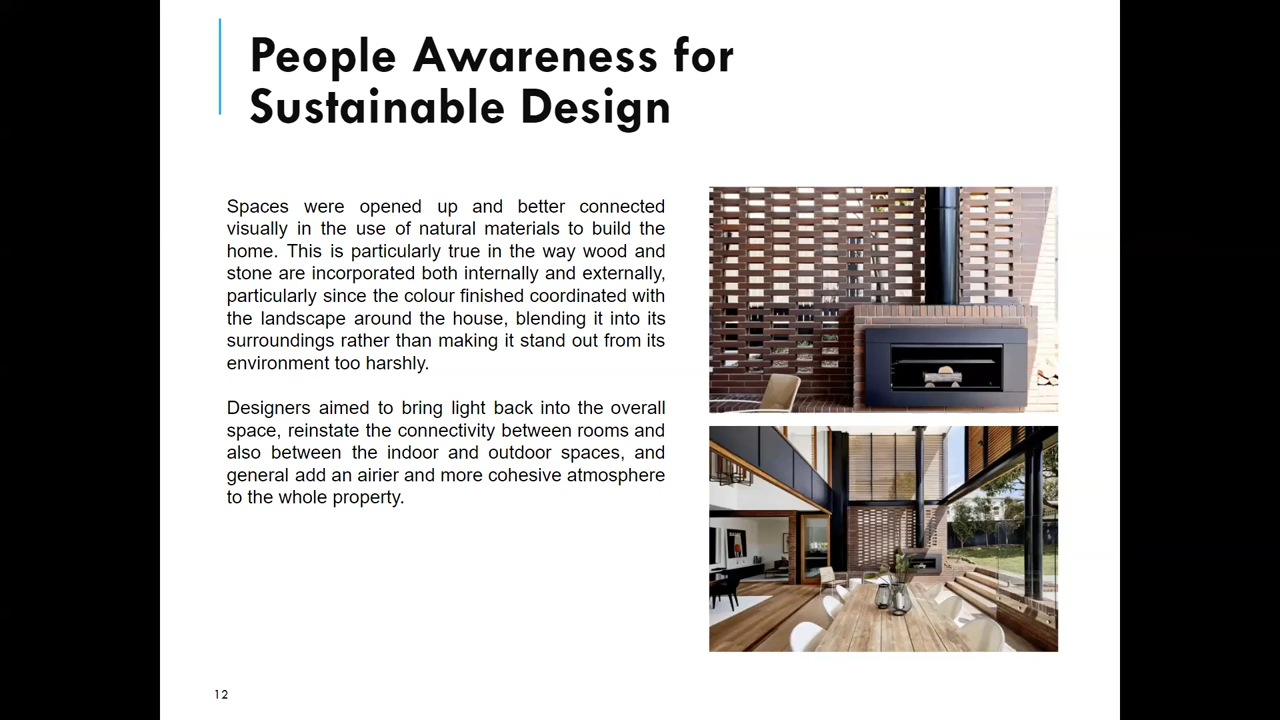 People Awareness for
Sustainable Design
Spaces were opened up and better connected
visually in the use of natural materials to build the
home. This is particularly true in the way wood and
stone are incorporated both internally and externally,
particularly since the colour finished coordinated with
the landscape around the house, blending it into its
surroundings rather than making it stand out from its
environment too harshly.
Designers aimed to bring light back into the overall
space, reinstate the connectivity between rooms and
also between the indoor and outdoor spaces, and
general add an airier and more cohesive atmosphere
to the whole property.
12